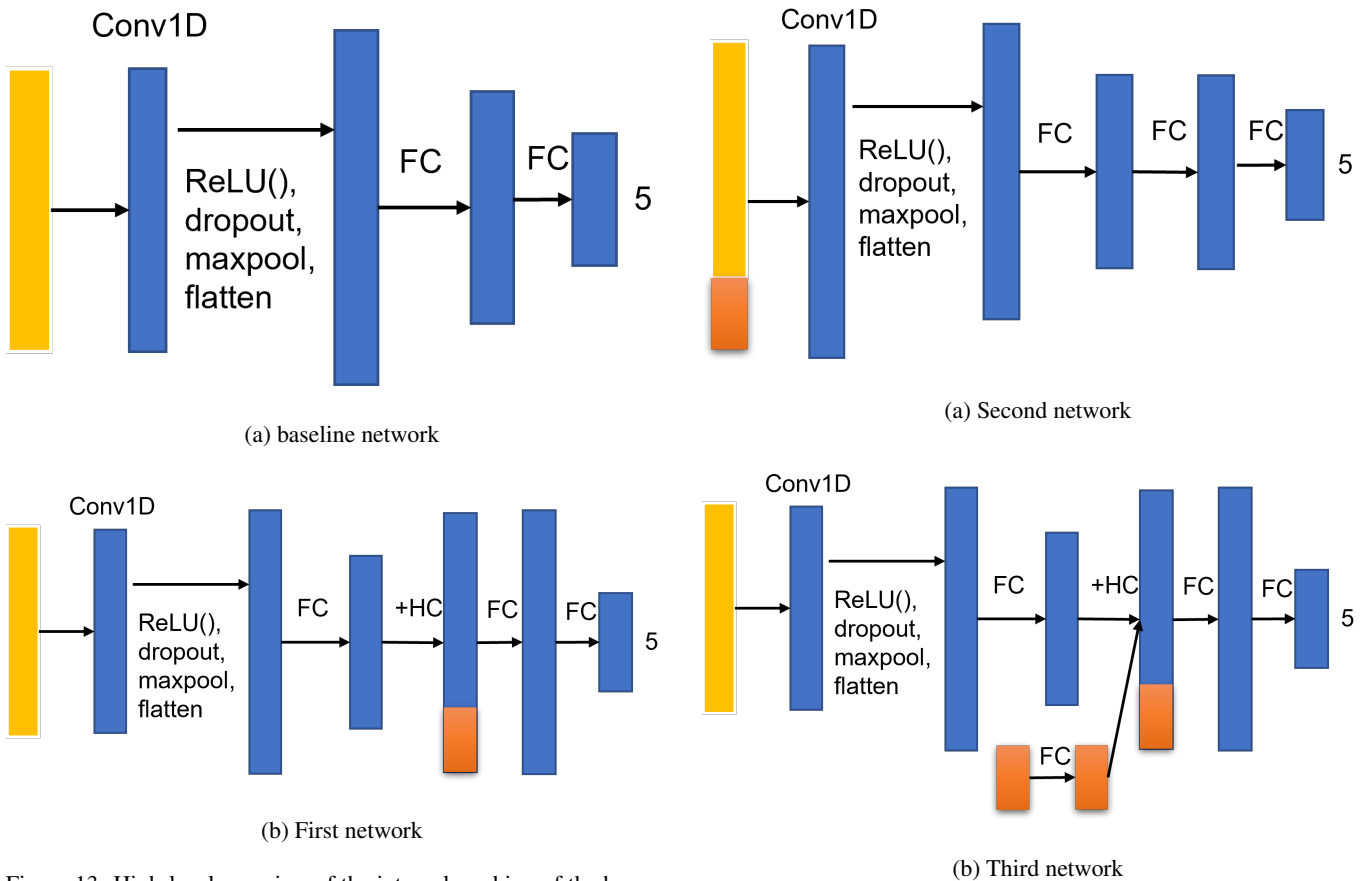 Conv1D
ReLU(),
dropout,
maxpool,
flatten
FC
FC
5
(a) baseline network
Conv1D
ReLU(),
dropout,
maxpool,
flatten
FC
+HC
FC
FC
5
(b) First network
Conv1D
ReLU(),
dropout,
maxpool,
flatten
FC
FC
FC
5
(a) Second network
Conv1D
ReLU(),
dropout,
maxpool,
flatten
FC
+HC
FC
FC
5
FC
(b) Third network